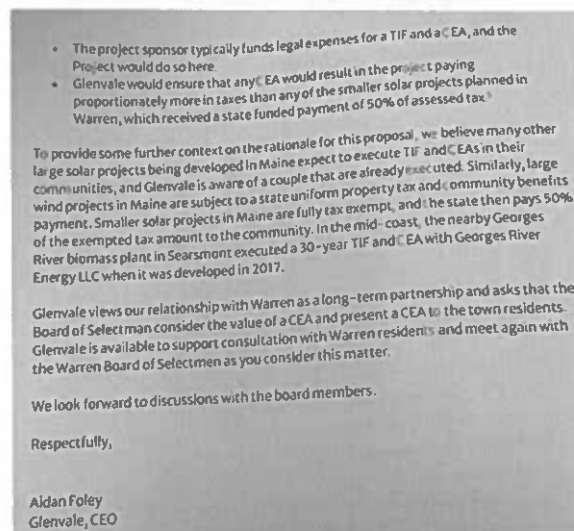 • The project sponsor typically funds legal expenses for a TIF and a CEA, and the
Project would do so here
• Glenvale would ensure that any CEA would result in the project paying
proportionately more in taxes than any of the smaller solar projects planned in
Warren, which received a state funded payment of 50% of assessed tax.
To provide some further context on the rationale for this proposal, we believe many other
large solar projects being developed in Maine expect to execute TIF and CEAs in their
communities, and Glenvale is aware of a couple that are already executed. Similarly, large
wind projects in Maine are subject to a state uniform property tax and community benefits
payment. Smaller solar projects in Maine are fully tax exempt, and the state then pays 50%
of the exempted tax amount to the community. In the mid-coast, the nearby Georges
River biomass plant in Searsmont executed a 30-year TIF and CEA with Georges River
Energy LLC when it was developed in 2017.
Glenvale views our relationship with Warren as a long-term partnership and asks that the
Board of Selectman consider the value of a CEA and present a CEA to the town residents.
Glenvale is available to support consultation with Warren residents and meet again with
the Warren Board of Selectmen as you consider this matter.
We look forward to discussions with the board members.
Respectfully,
Aidan Foley
Glenvale, CEO